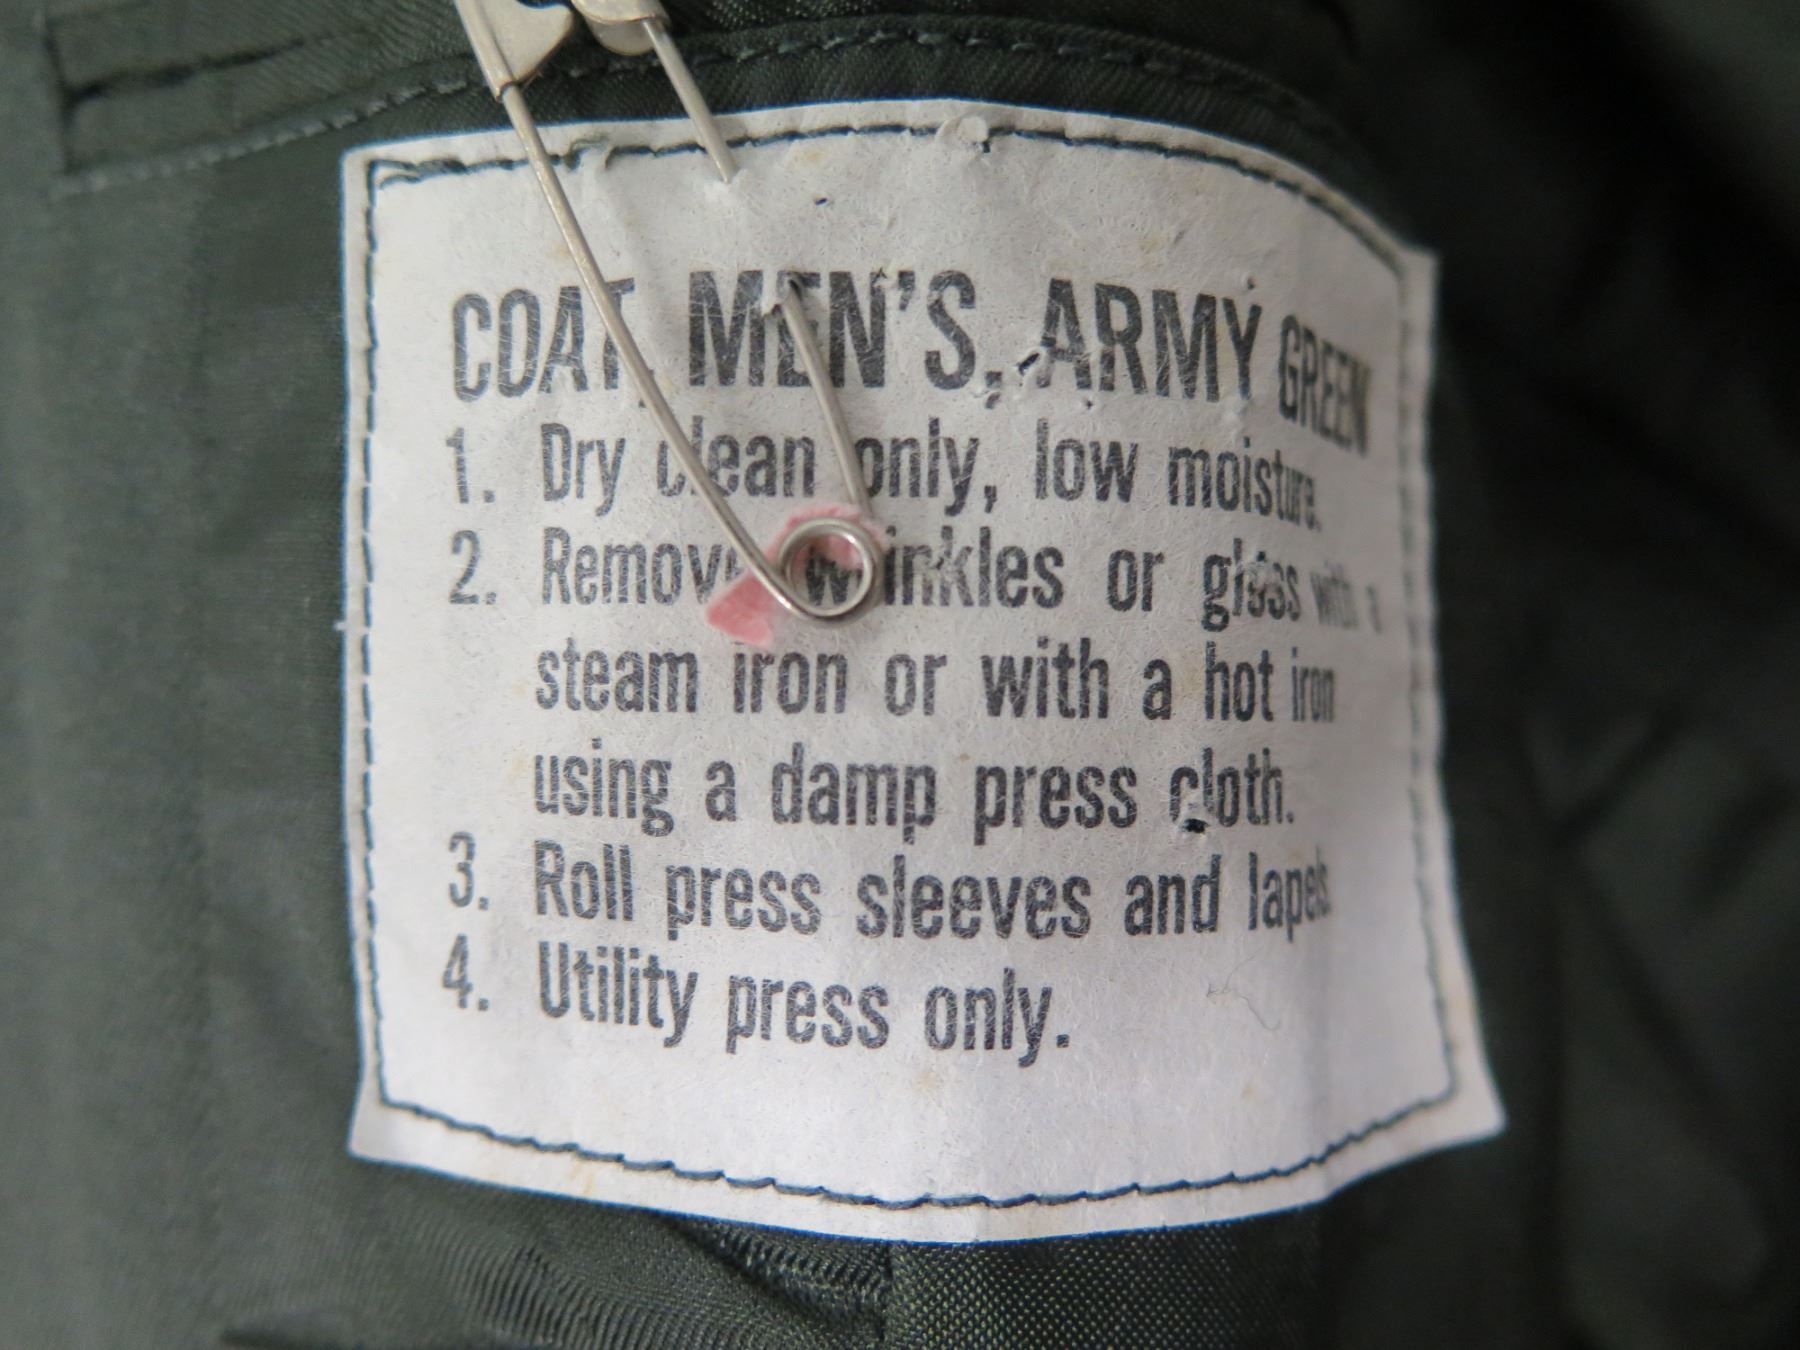 COAT, MEN'S, ARMY GREEN
1. Dry clean only, low moisture.
2. Remove wrinkles or gloss with a
steam iron or with a hot iron
using a damp press cloth.
3. Roll press sleeves and lapels
4. Utility press only.